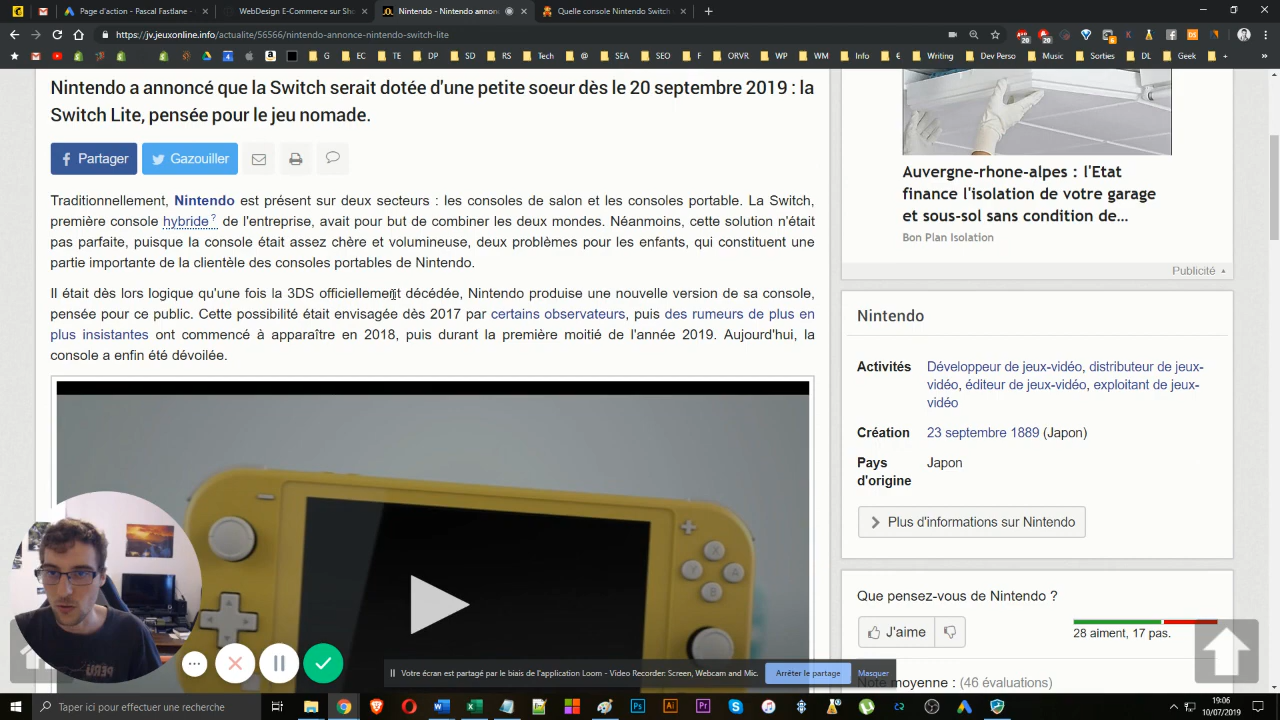 Page d'action - Pascal Fastlane -
WebDesign E-Commerce sur Sh
Nintendo - Nintendo annon
Quelle console Nintendo Switch
https://jv.jeuxonline.info/actualite/56566/nintendo-annonce-nintendo-switch-lite
G EC DT DP SD RS Tech @ SEA SEO F ORVR WP WM Info € Writing Dev Perso Music Sorties DL Geek +
Nintendo a annoncé que la Switch serait dotée d'une petite soeur dès le 20 septembre 2019 : la
Switch Lite, pensée pour le jeu nomade.
Partager
Gazouiller
Traditionnellement, Nintendo est présent sur deux secteurs : les consoles de salon et les consoles portable. La Switch,
première console hybride ? de l'entreprise, avait pour but de combiner les deux mondes. Néanmoins, cette solution n'était
pas parfaite, puisque la console était assez chère et volumineuse, deux problèmes pour les enfants, qui constituent une
partie importante de la clientèle des consoles portables de Nintendo.
Il était dès lors logique qu'une fois la 3DS officiellement décédée, Nintendo produise une nouvelle version de sa console,
pensée pour ce public. Cette possibilité était envisagée dès 2017 par certains observateurs, puis des rumeurs de plus en
plus insistantes ont commencé à apparaître en 2018, puis durant la première moitié de l'année 2019. Aujourd'hui, la
console a enfin été dévoilée.
X
Y A
B
PERU
Auvergne-rhone-alpes : l'Etat
finance l'isolation de votre garage
et sous-sol sans condition de...
Bon Plan Isolation
Publicité
Nintendo
Activités Développeur de jeux-vidéo, distributeur de jeux-
vidéo, éditeur de jeux-vidéo, exploitant de jeux-
vidéo
Création 23 septembre 1889 (Japon)
Pays
d'origine
Japon
Plus d'informations sur Nintendo
Que pensez-vous de Nintendo ?
J'aime
28 aiment, 17 pas.
Note moyenne : (46 évaluations)
Votre écran est partagé par le biais de l'application Loom - Video Recorder: Screen, Webcam and Mic.
Arrêter le partage
Masquer
Taper ici pour effectuer une recherche
19:06
10/07/2019